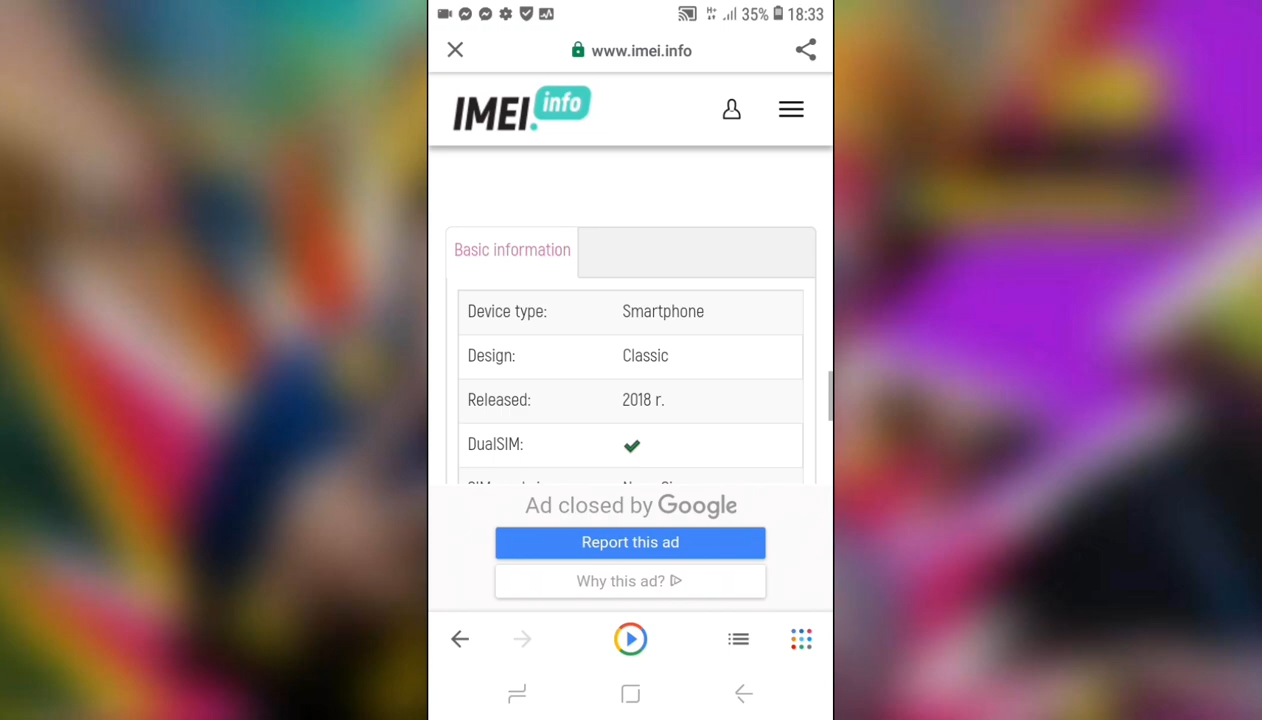 H+ 35% 18:33
www.imei.info
IMEI.info
Basic information
Device type: Smartphone
Design: Classic
Released: 2018 r.
DualSIM: ✔
Ad closed by Google
Report this ad
Why this ad?